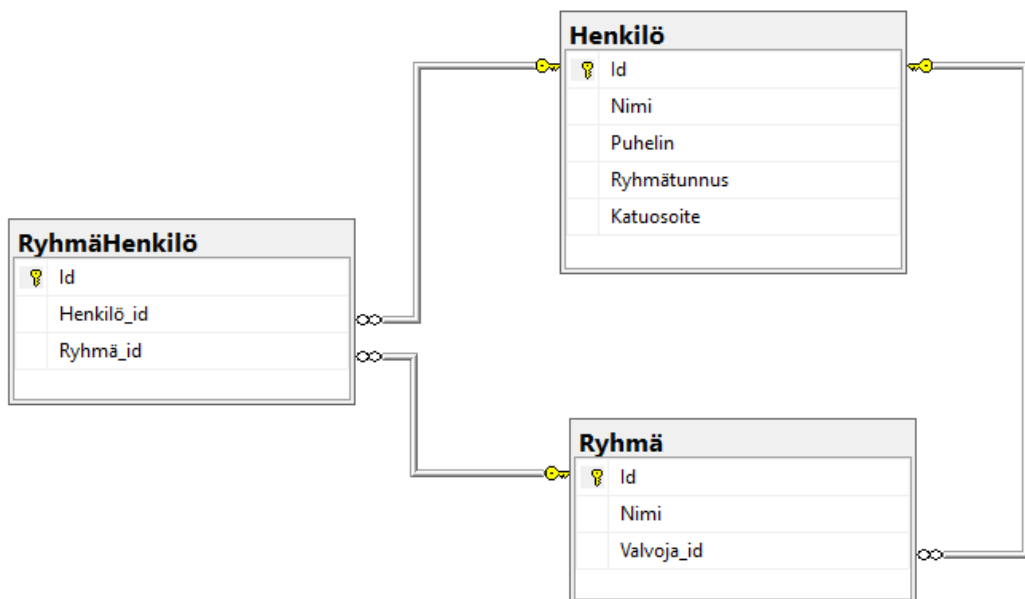 Henkilö
Id
Nimi
Puhelin
Ryhmätunnus
Katuosoite
RyhmäHenkilö
Id
Henkilö_id
Ryhmä_id
Ryhmä
Id
Nimi
Valvoja_id